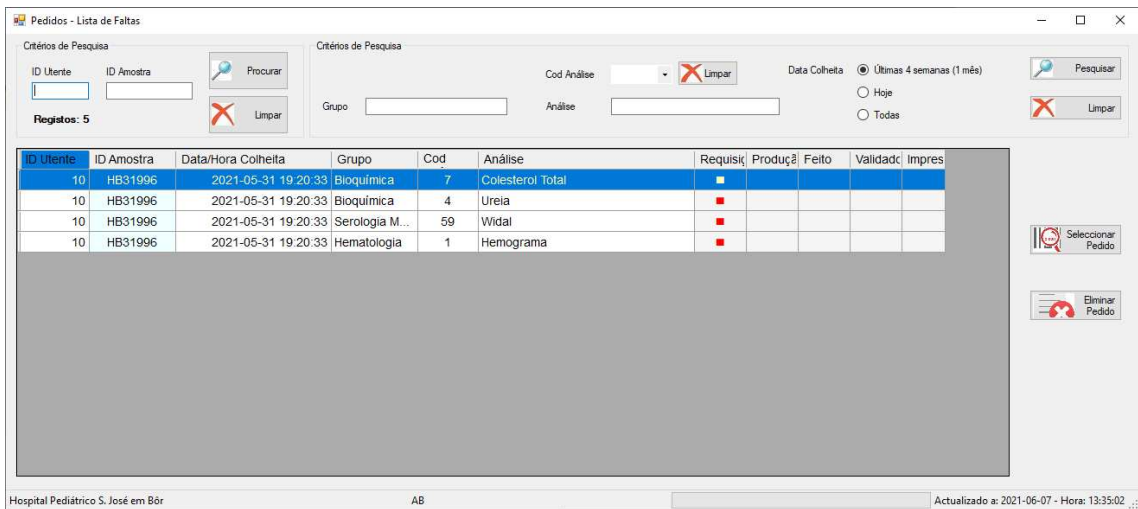 Pedidos - Lista de Faltas
Critérios de Pesquisa
ID Utente ID Amostra
Procurar
Registos: 5
Limpar
Critérios de Pesquisa
Cod Análise
Limpar
Data Colheita
Últimas 4 semanas (1 mês)
Hoje
Todas
Grupo
Análise
Pesquisar
Limpar
ID Utente ID Amostra Data/Hora Colheita Grupo Cod Análise Requisiç Produçã Feito Validado Impres
10 HB31996 2021-05-31 19:20:33 Bioquímica 7 Colesterol Total
10 HB31996 2021-05-31 19:20:33 Bioquímica 4 Ureia
10 HB31996 2021-05-31 19:20:33 Serologia M... 59 Widal
10 HB31996 2021-05-31 19:20:33 Hematologia 1 Hemograma
Seleccionar
Pedido
Eliminar
Pedido
Hospital Pediátrico S. José em Bôr AB Actualizado a: 2021-06-07 - Hora: 13:35:02